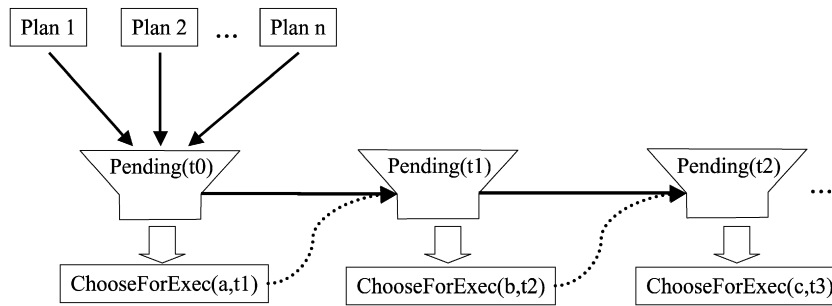 Plan 1
Plan 2
...
Plan n
Pending(t0)
Pending(t1)
Pending(t2)
...
ChooseForExec(a,t1)
ChooseForExec(b,t2)
ChooseForExec(c,t3)